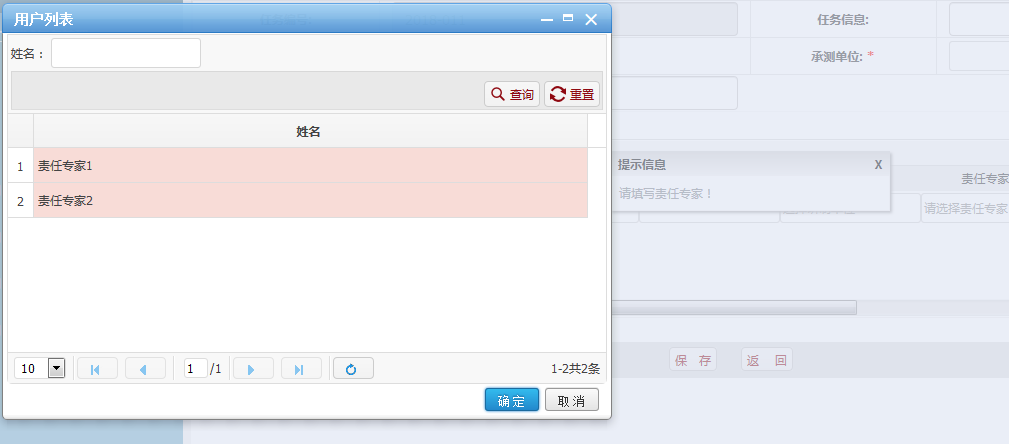 用户列表
姓名：
查询 重置
姓名
1 责任专家1
2 责任专家2
10 1 /1 1-2共2条
确定 取消
任务信息:
承测单位: *
提示信息 X
请填写责任专家！
责任专家
请选择责任专家
保 存 返 回